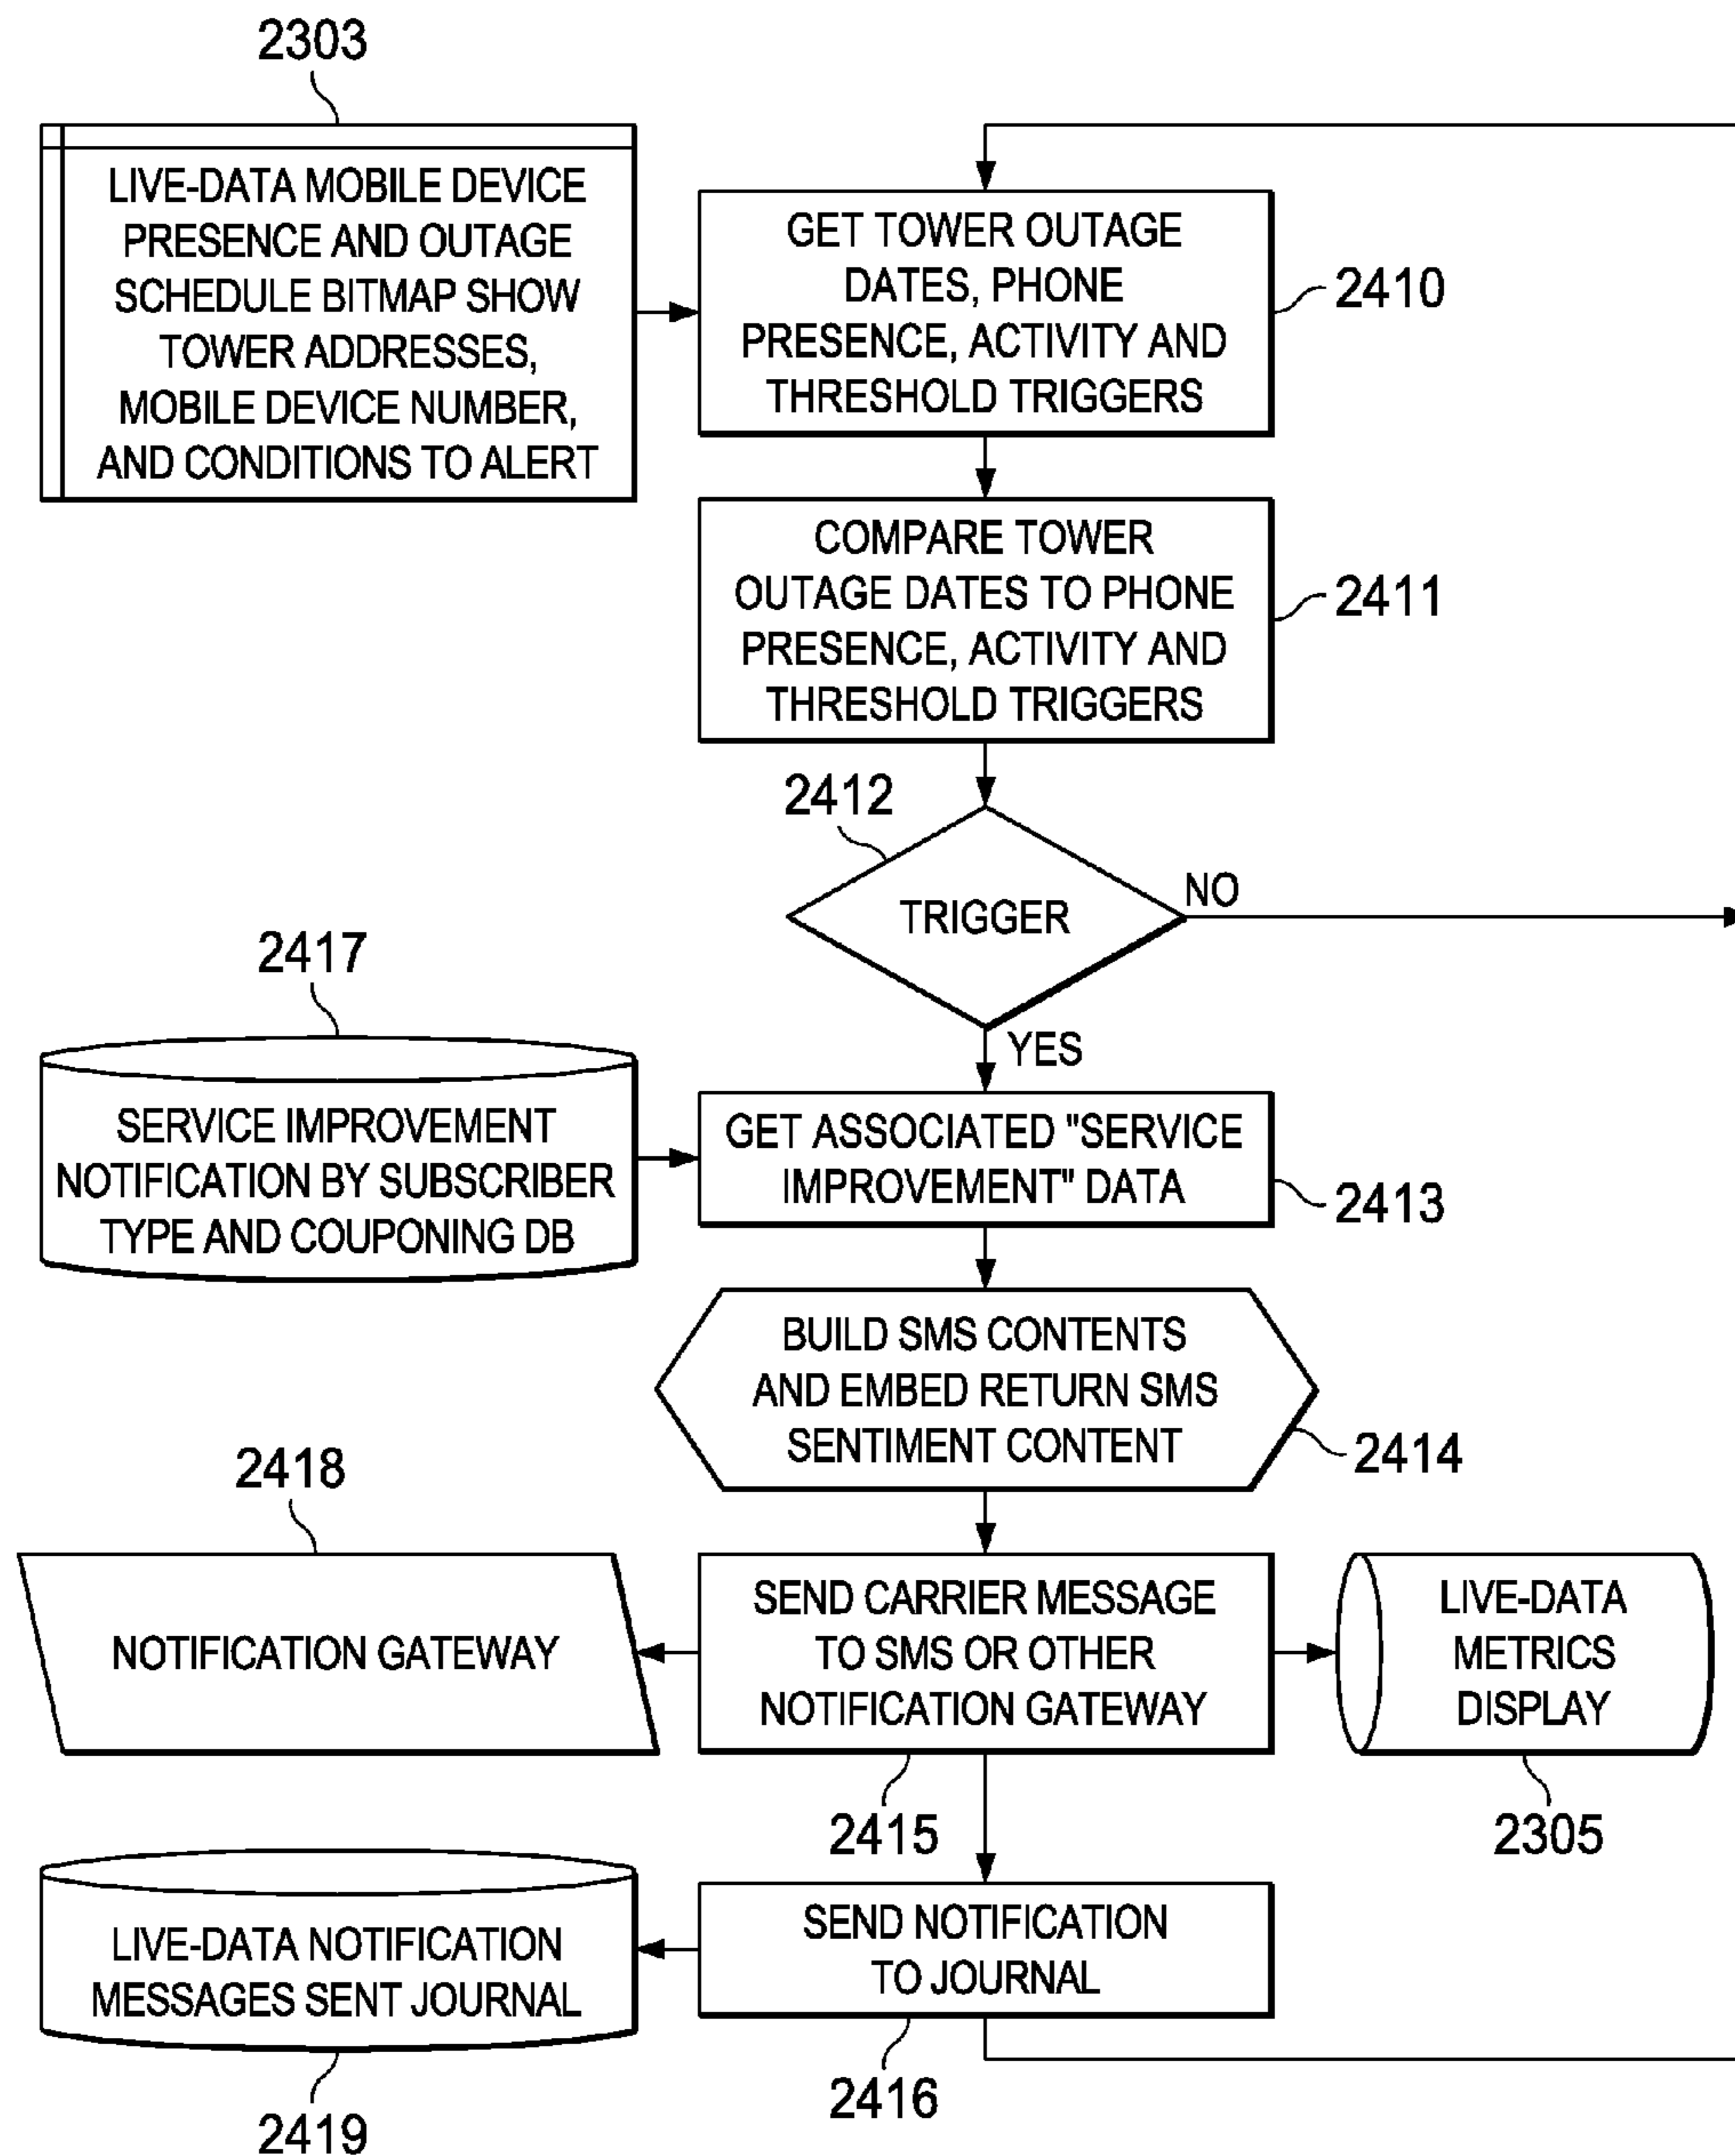 2303
LIVE-DATA MOBILE DEVICE
PRESENCE AND OUTAGE
SCHEDULE BITMAP SHOW
TOWER ADDRESSES,
MOBILE DEVICE NUMBER,
AND CONDITIONS TO ALERT
GET TOWER OUTAGE
DATES, PHONE
PRESENCE, ACTIVITY AND
THRESHOLD TRIGGERS
2410
COMPARE TOWER
OUTAGE DATES TO PHONE
PRESENCE, ACTIVITY AND
THRESHOLD TRIGGERS
2411
2412
TRIGGER
NO
YES
2417
SERVICE IMPROVEMENT
NOTIFICATION BY SUBSCRIBER
TYPE AND COUPONING DB
GET ASSOCIATED "SERVICE
IMPROVEMENT" DATA
2413
BUILD SMS CONTENTS
AND EMBED RETURN SMS
SENTIMENT CONTENT
2414
2418
NOTIFICATION GATEWAY
SEND CARRIER MESSAGE
TO SMS OR OTHER
NOTIFICATION GATEWAY
2415
LIVE-DATA
METRICS
DISPLAY
2305
LIVE-DATA NOTIFICATION
MESSAGES SENT JOURNAL
2419
SEND NOTIFICATION
TO JOURNAL
2416